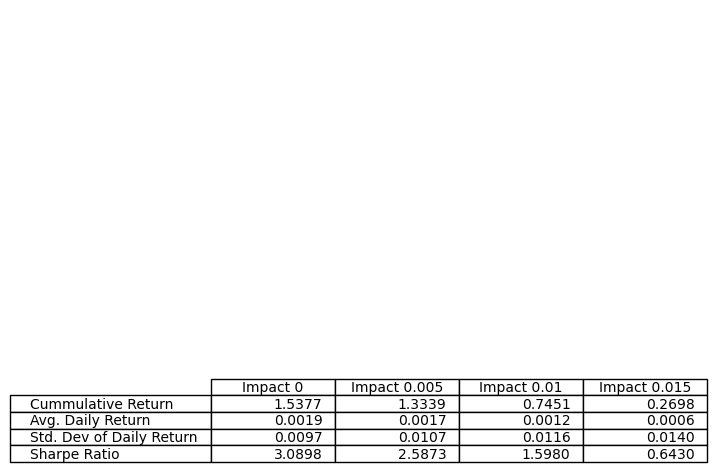 Impact 0 Impact 0.005 Impact 0.01 Impact 0.015
Cummulative Return 1.5377 1.3339 0.7451 0.2698
Avg. Daily Return 0.0019 0.0017 0.0012 0.0006
Std. Dev of Daily Return 0.0097 0.0107 0.0116 0.0140
Sharpe Ratio 3.0898 2.5873 1.5980 0.6430